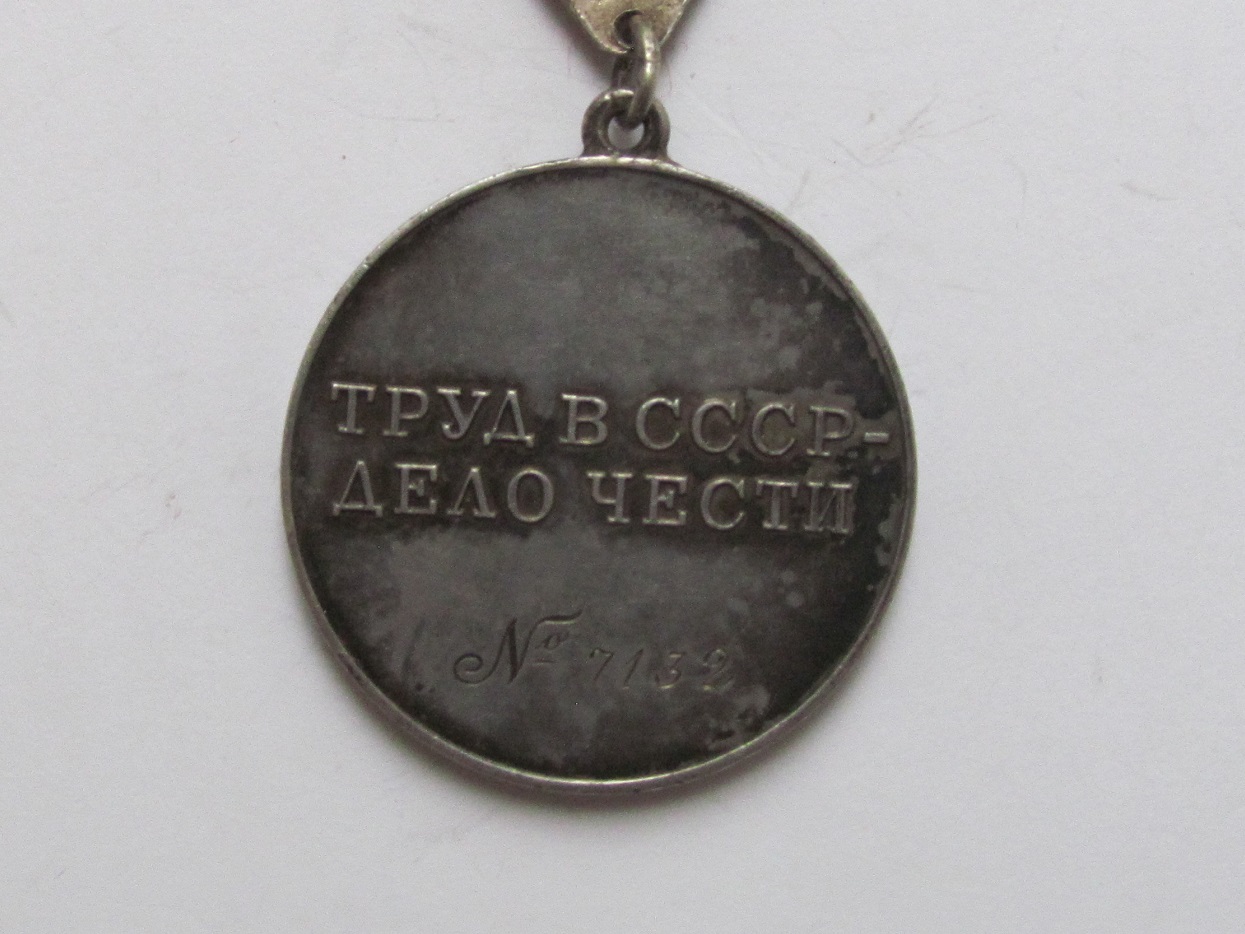 ТРУД В СССР-
ДЕЛО ЧЕСТИ
№ 7132